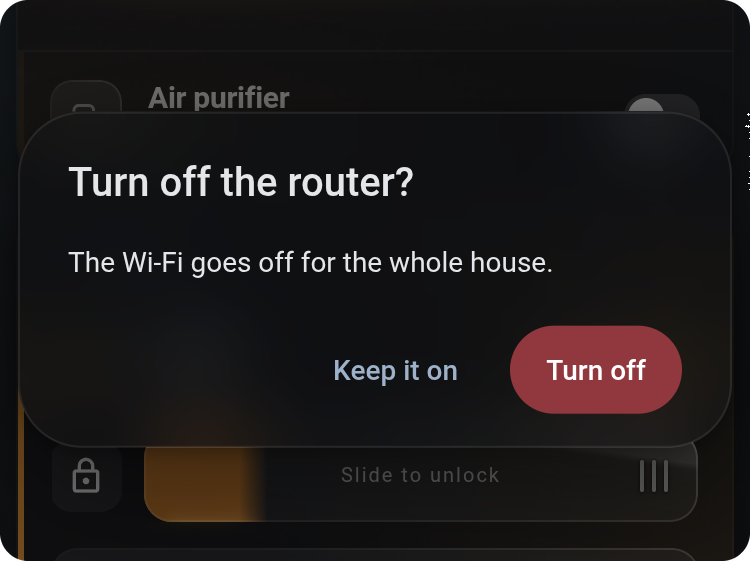 Air purifier
Turn off the router?
The Wi-Fi goes off for the whole house.
Keep it on
Turn off
Slide to unlock